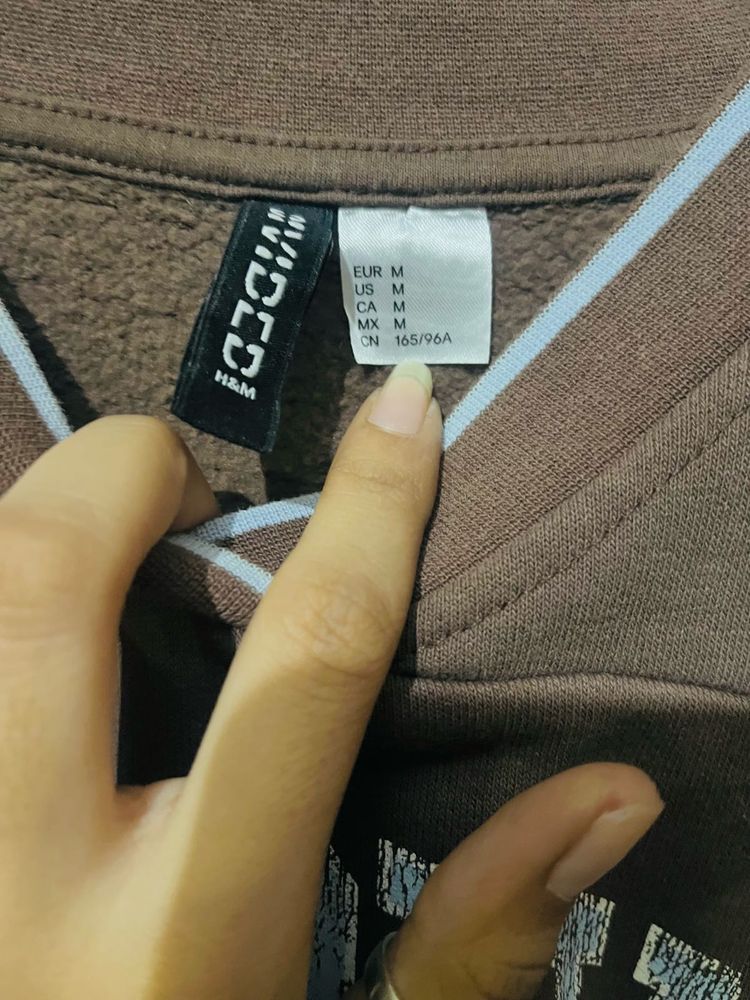 DIVIDED
H&M
EUR M
US M
CA M
MX M
CN 165/96A